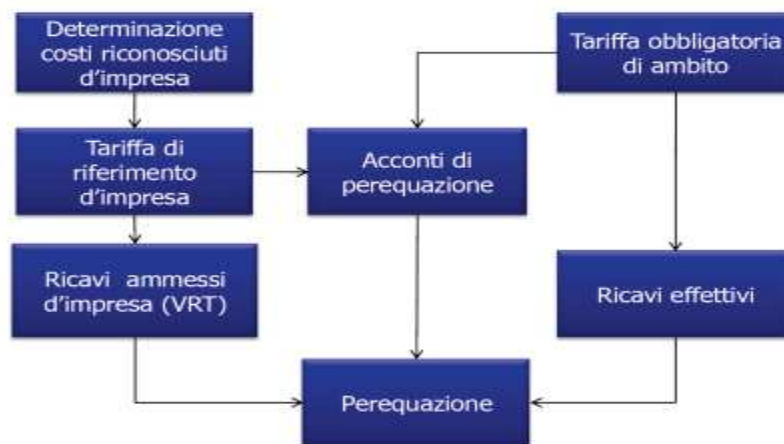 Determinazione
costi riconosciuti
d'impresa
Tariffa obbligatoria
di ambito
Tariffa di
riferimento
d'impresa
Acconti di
perequazione
Ricavi ammessi
d'impresa (VRT)
Ricavi effettivi
Perequazione